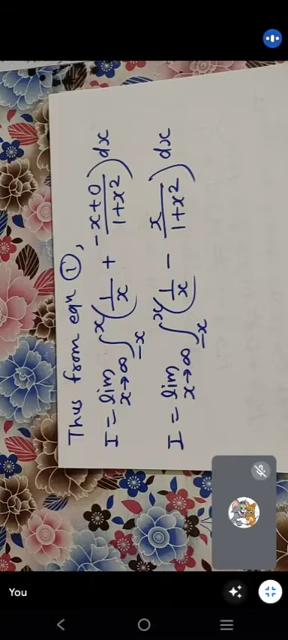 Thus from eqn ①,
I = lim x→∞ ∫_{-x}^{x} (1/x + (-x+0)/(1+x²)) dx
I = lim x→∞ ∫_{-x}^{x} (1/x - x/(1+x²)) dx
You